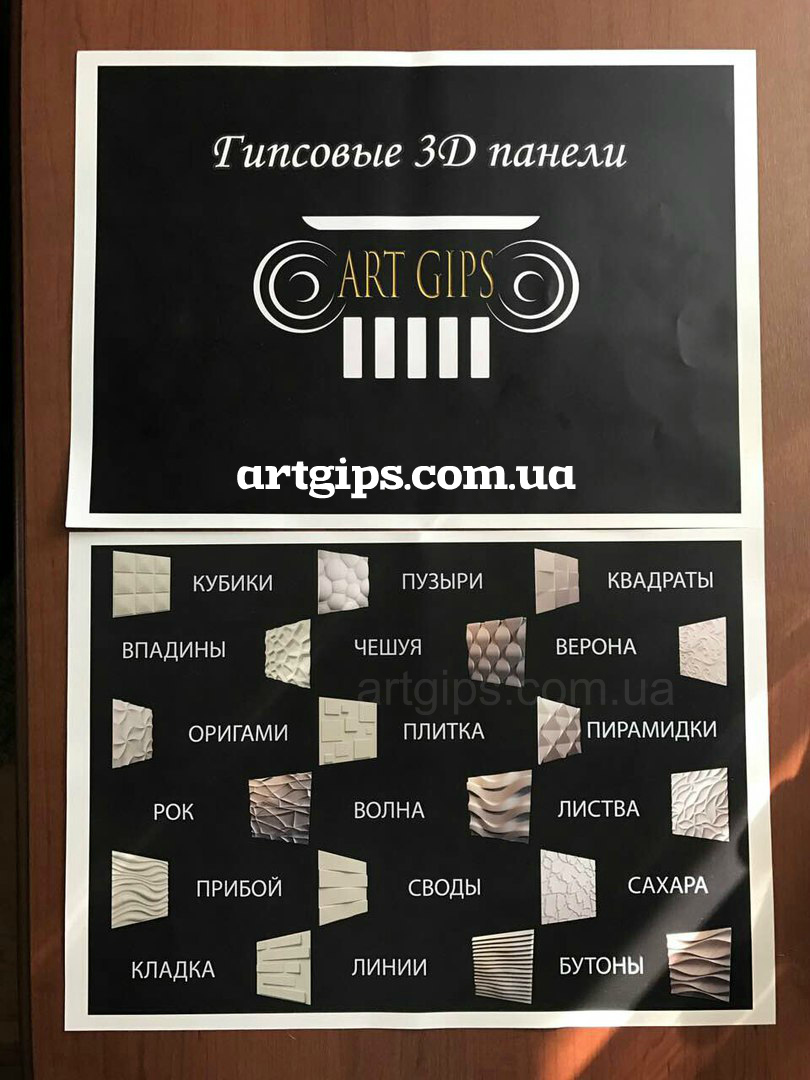 Гипсовые 3D панели
ART GIPS
artgips.com.ua
КУБИКИ ПУЗЫРИ КВАДРАТЫ
ВПАДИНЫ ЧЕШУЯ ВЕРОНА
artgips.com.ua
ОРИГАМИ ПЛИТКА ПИРАМИДКИ
РОК ВОЛНА ЛИСТВА
ПРИБОЙ СВОДЫ САХАРА
КЛАДКА ЛИНИИ БУТОНЫ